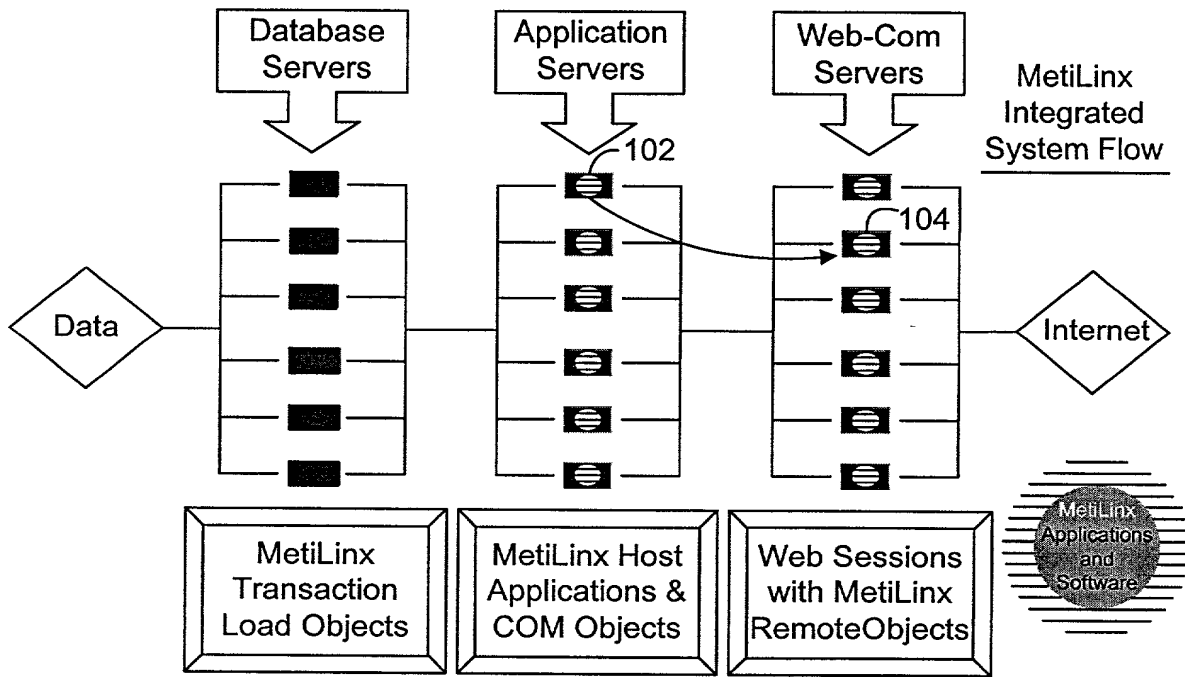 Database
Servers
Application
Servers
Web-Com
Servers
MetiLinx
Integrated
System Flow
102
104
Data
Internet
MetiLinx
Transaction
Load Objects
MetiLinx Host
Applications &
COM Objects
Web Sessions
with MetiLinx
RemoteObjects
MetiLinx
Applications
and
Software